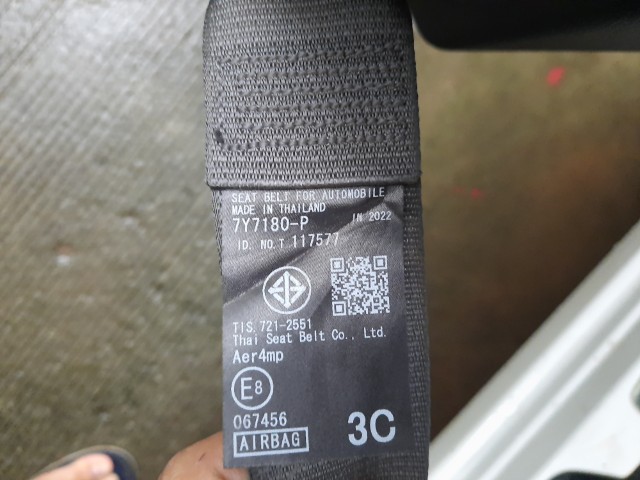 SEAT BELT FOR AUTOMOBILE
MADE IN THAILAND
7Y7180-P IN 2022
ID. NO.T 117577
TIS.721-2551
Thai Seat Belt Co., Ltd.
Aer4mp
E8
067456
AIRBAG 3C